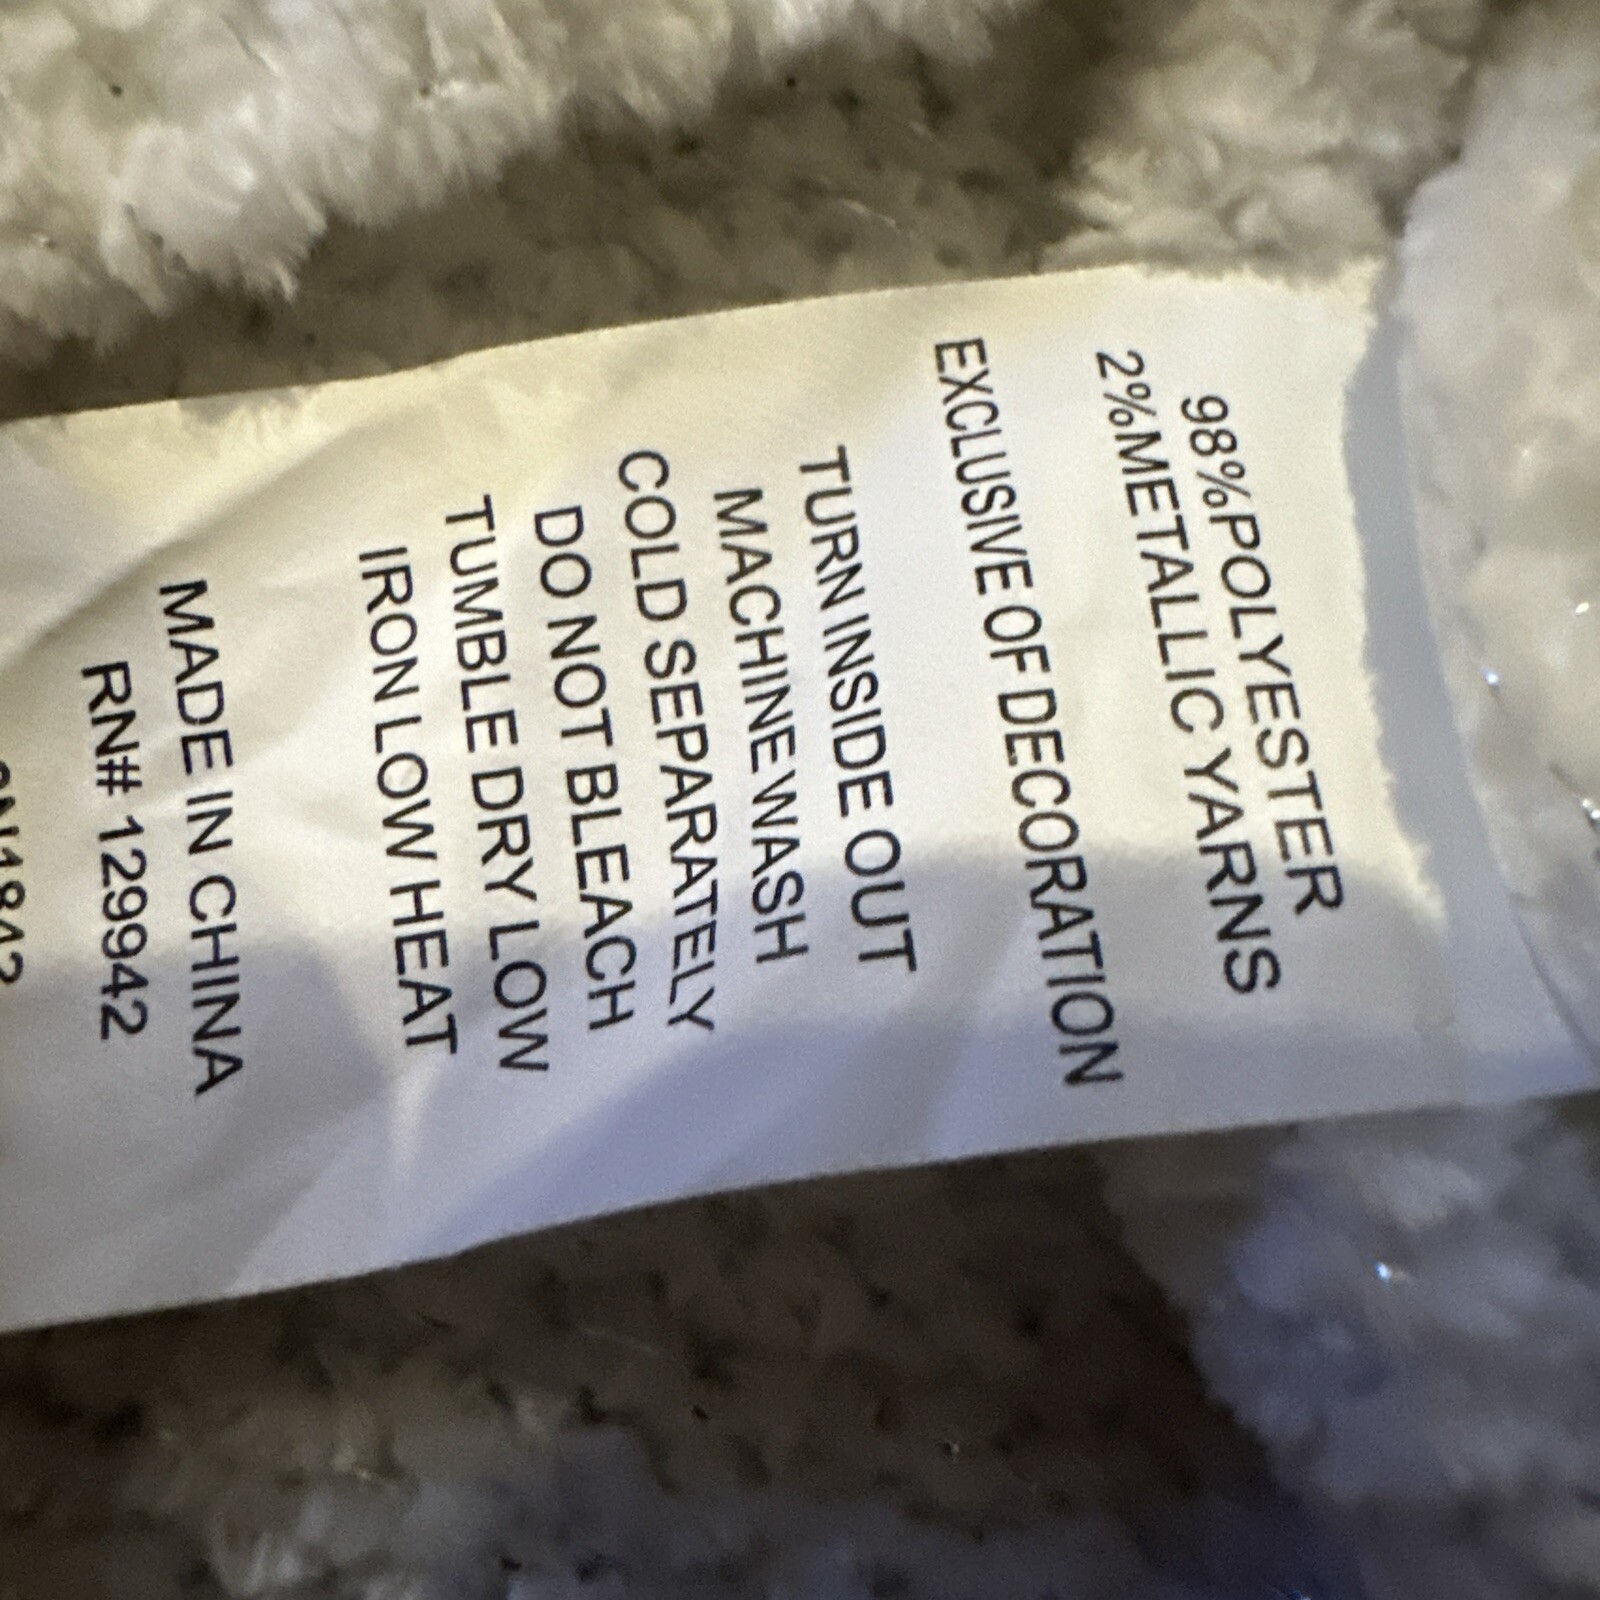 98%POLYESTER
2%METALLIC YARNS
EXCLUSIVE OF DECORATION
TURN INSIDE OUT
MACHINE WASH
COLD SEPARATELY
DO NOT BLEACH
TUMBLE DRY LOW
IRON LOW HEAT
MADE IN CHINA
RN# 129942